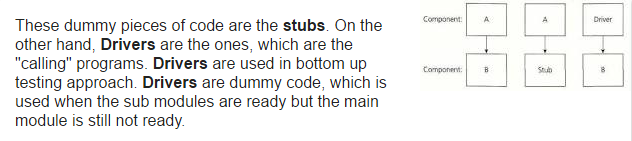 These dummy pieces of code are the stubs. On the
other hand, Drivers are the ones, which are the
"calling" programs. Drivers are used in bottom up
testing approach. Drivers are dummy code, which is
used when the sub modules are ready but the main
module is still not ready.
Component: A A Driver
Component: B Stub B